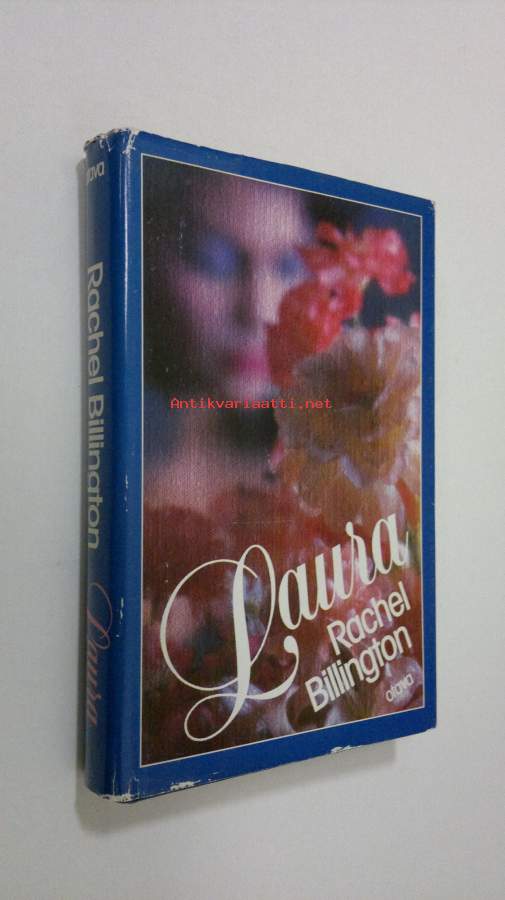 otava
Rachel Billington
Laura
Antikvariaatti.net
Laura
Rachel
Billington
otava